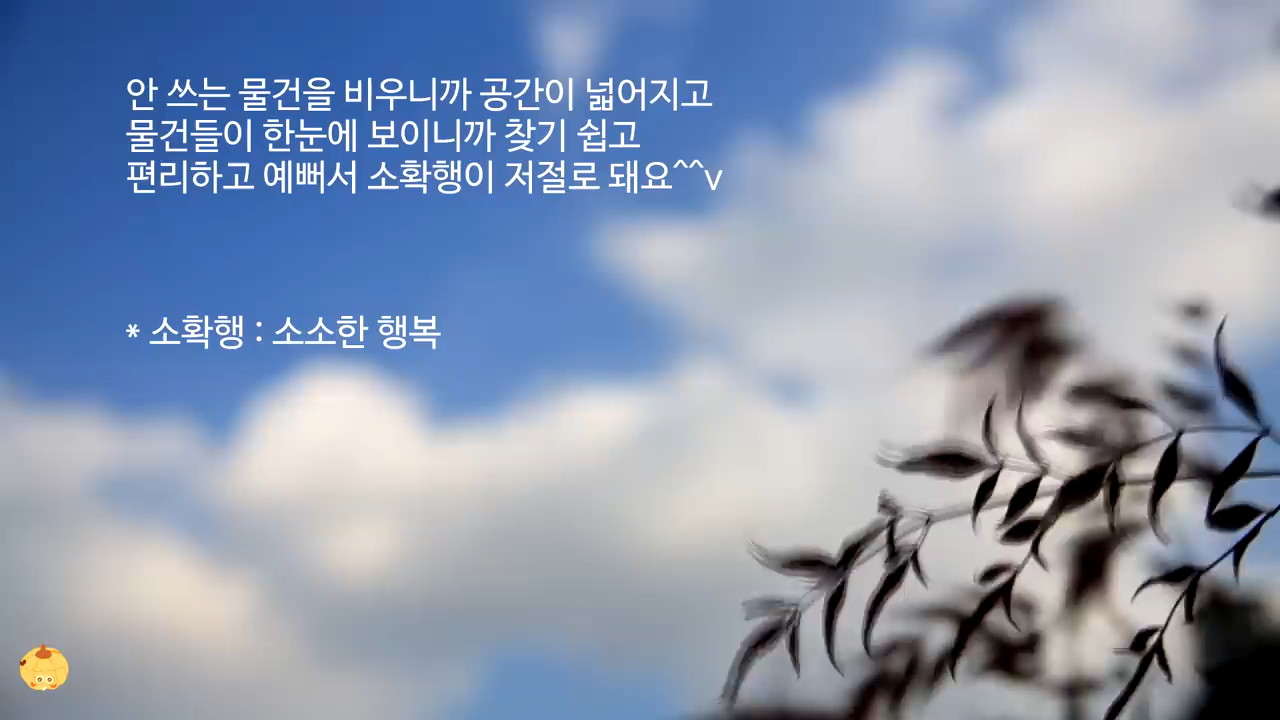 안 쓰는 물건을 비우니까 공간이 넓어지고
물건들이 한눈에 보이니까 찾기 쉽고
편리하고 예뻐서 소확행이 저절로 돼요^^v
* 소확행 : 소소한 행복